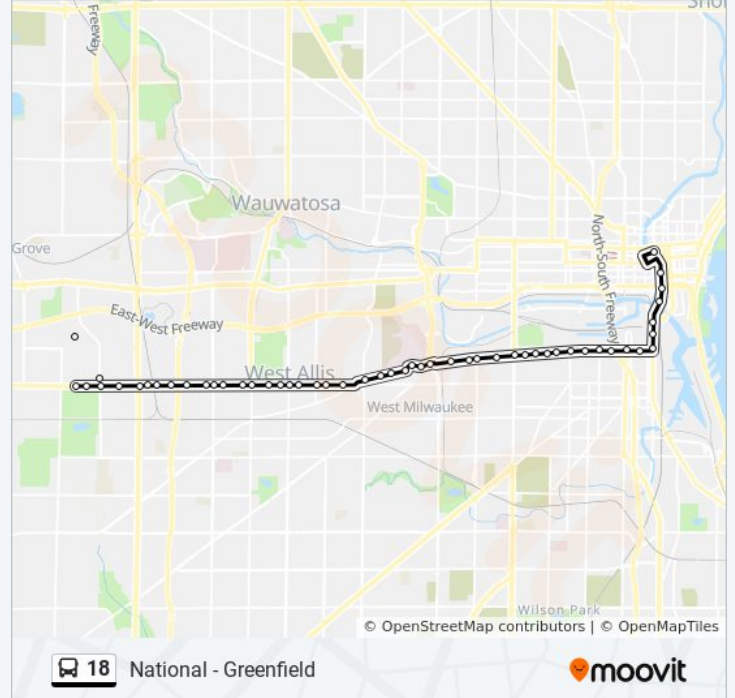 Freeway
Wauwatosa
Grove
North-South Freeway
East-West Freeway
West Allis
West Milwaukee
Wilson Park
© OpenStreetMap contributors | © OpenMapTiles
18 National - Greenfield
moovit